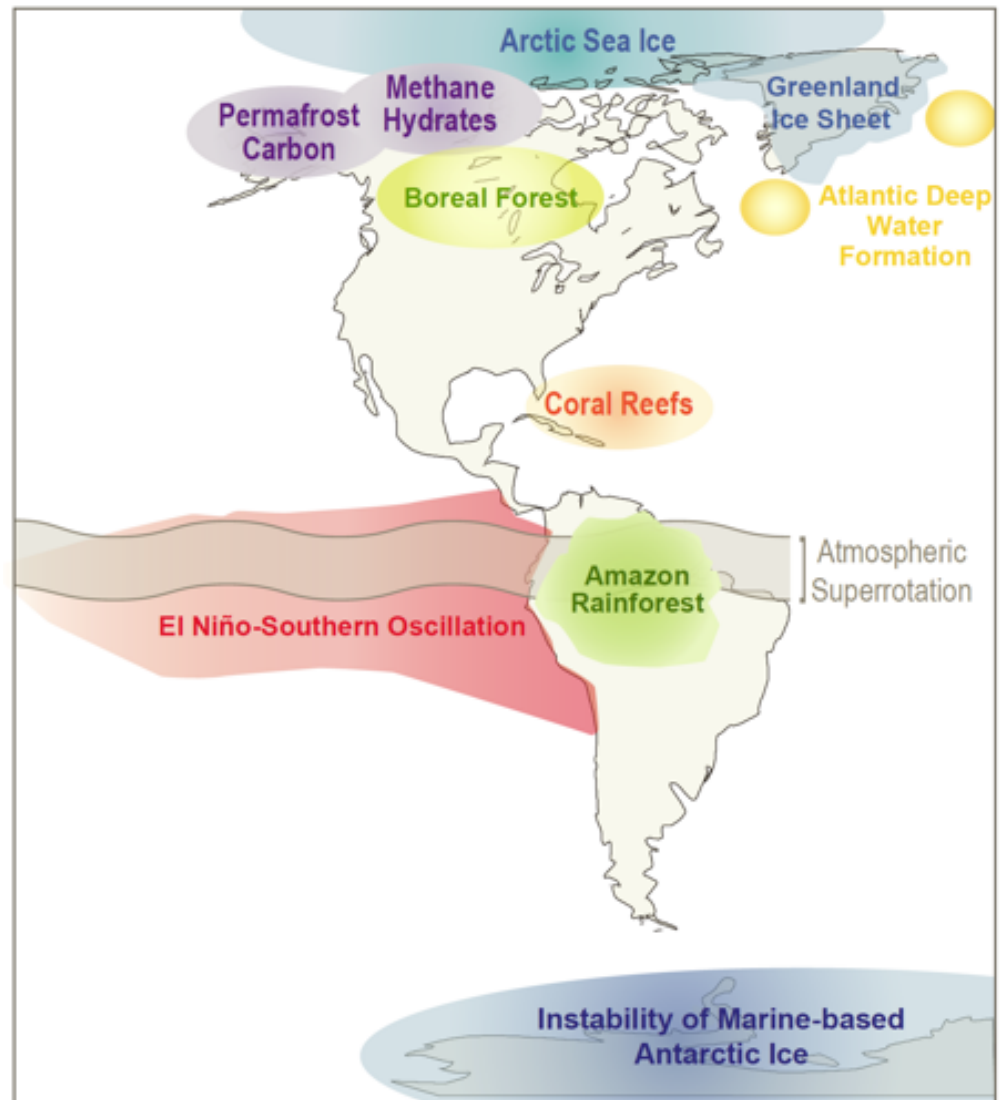 Arctic Sea Ice
Methane
Hydrates
Permafrost
Carbon
Greenland
Ice Sheet
Boreal Forest
Atlantic Deep
Water
Formation
Coral Reefs
Atmospheric
Superrotation
Amazon
Rainforest
El Niño-Southern Oscillation
Instability of Marine-based
Antarctic Ice